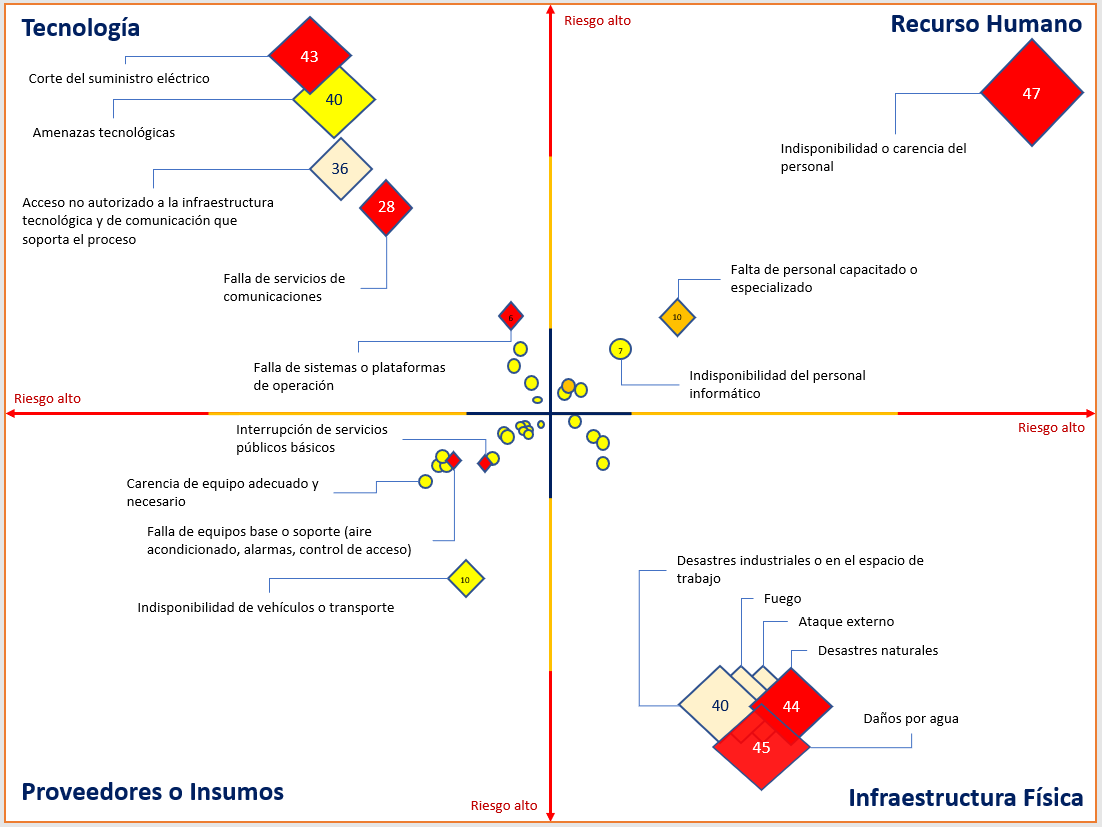 Tecnología
Riesgo alto
Recurso Humano
43
Corte del suministro eléctrico
40
Amenazas tecnológicas
47
Indisponibilidad o carencia del
personal
36
Acceso no autorizado a la infraestructura
tecnológica y de comunicación que
soporta el proceso
28
Falla de servicios de
comunicaciones
Falta de personal capacitado o
especializado
10
Falla de sistemas o plataformas
de operación
7
Indisponibilidad del personal
informático
Riesgo alto
Riesgo alto
Interrupción de servicios
públicos básicos
Carencia de equipo adecuado y
necesario
Falla de equipos base o soporte (aire
acondicionado, alarmas, control de acceso)
10
Indisponibilidad de vehículos o transporte
Desastres industriales o en el espacio de
trabajo
Fuego
Ataque externo
Desastres naturales
40
44
Daños por agua
45
Proveedores o Insumos
Riesgo alto
Infraestructura Física